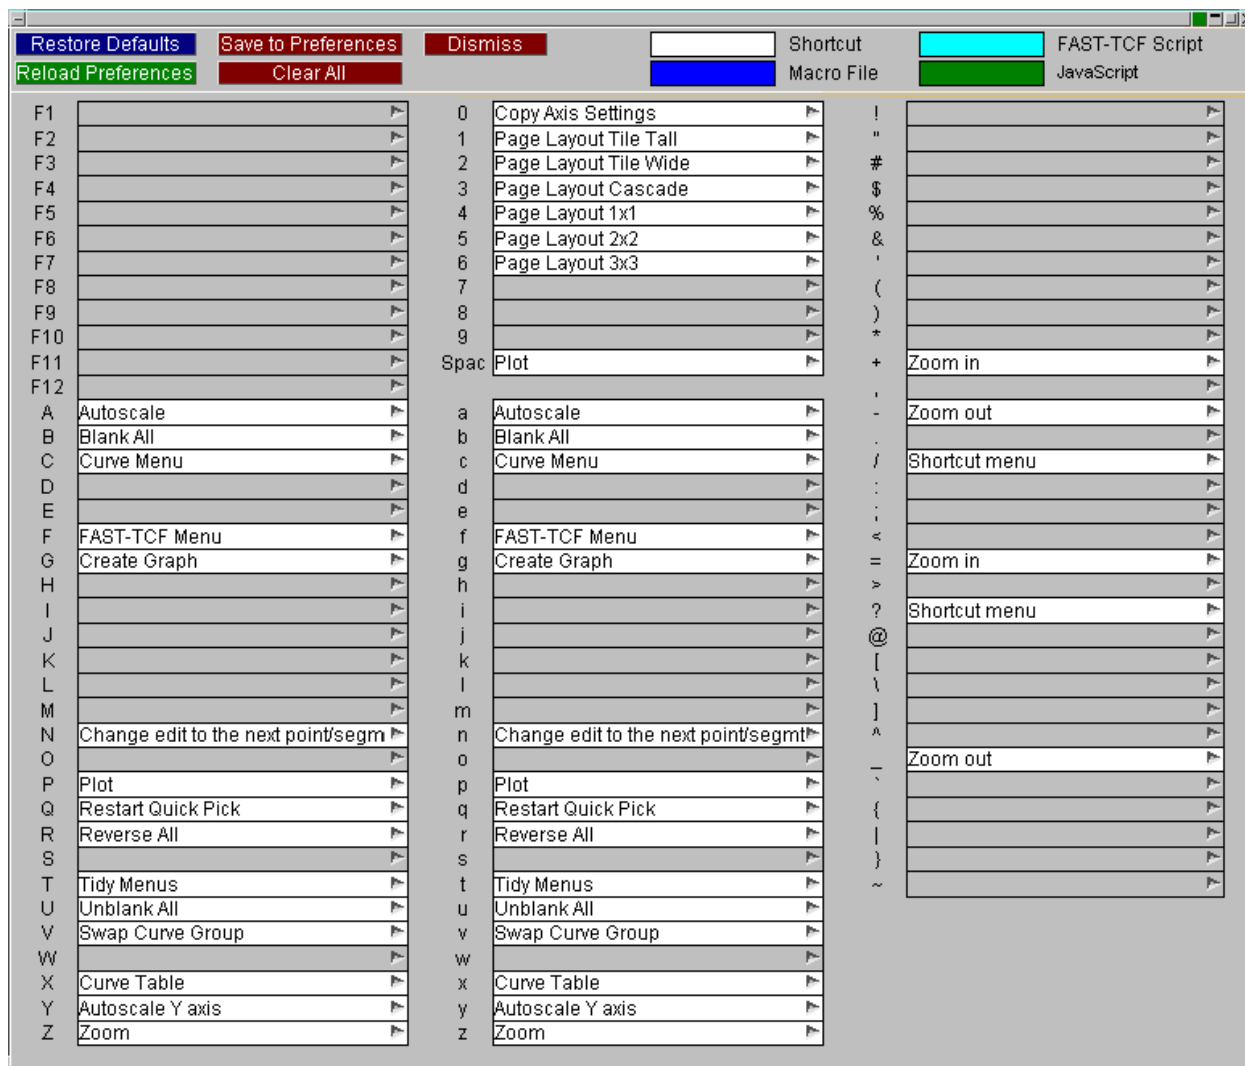 Restore Defaults Save to Preferences Dismiss Shortcut FAST-TCF Script
Reload Preferences Clear All Macro File JavaScript
F1 0 Copy Axis Settings !
F2 1 Page Layout Tile Tall "
F3 2 Page Layout Tile Wide #
F4 3 Page Layout Cascade $
F5 4 Page Layout 1x1 %
F6 5 Page Layout 2x2 &
F7 6 Page Layout 3x3 '
F8 7 (
F9 8 )
F10 9 *
F11 Spac Plot + Zoom in
F12 ,
A Autoscale a Autoscale - Zoom out
B Blank All b Blank All .
C Curve Menu c Curve Menu / Shortcut menu
D d :
E e ;
F FAST-TCF Menu f FAST-TCF Menu <
G Create Graph g Create Graph = Zoom in
H h >
I i ? Shortcut menu
J j @
K k [
L l \
M m ]
N Change edit to the next point/segm n Change edit to the next point/segmt ^
O o _ Zoom out
P Plot p Plot `
Q Restart Quick Pick q Restart Quick Pick {
R Reverse All r Reverse All |
S s }
T Tidy Menus t Tidy Menus ~
U Unblank All u Unblank All
V Swap Curve Group v Swap Curve Group
W w
X Curve Table x Curve Table
Y Autoscale Y axis y Autoscale Y axis
Z Zoom z Zoom